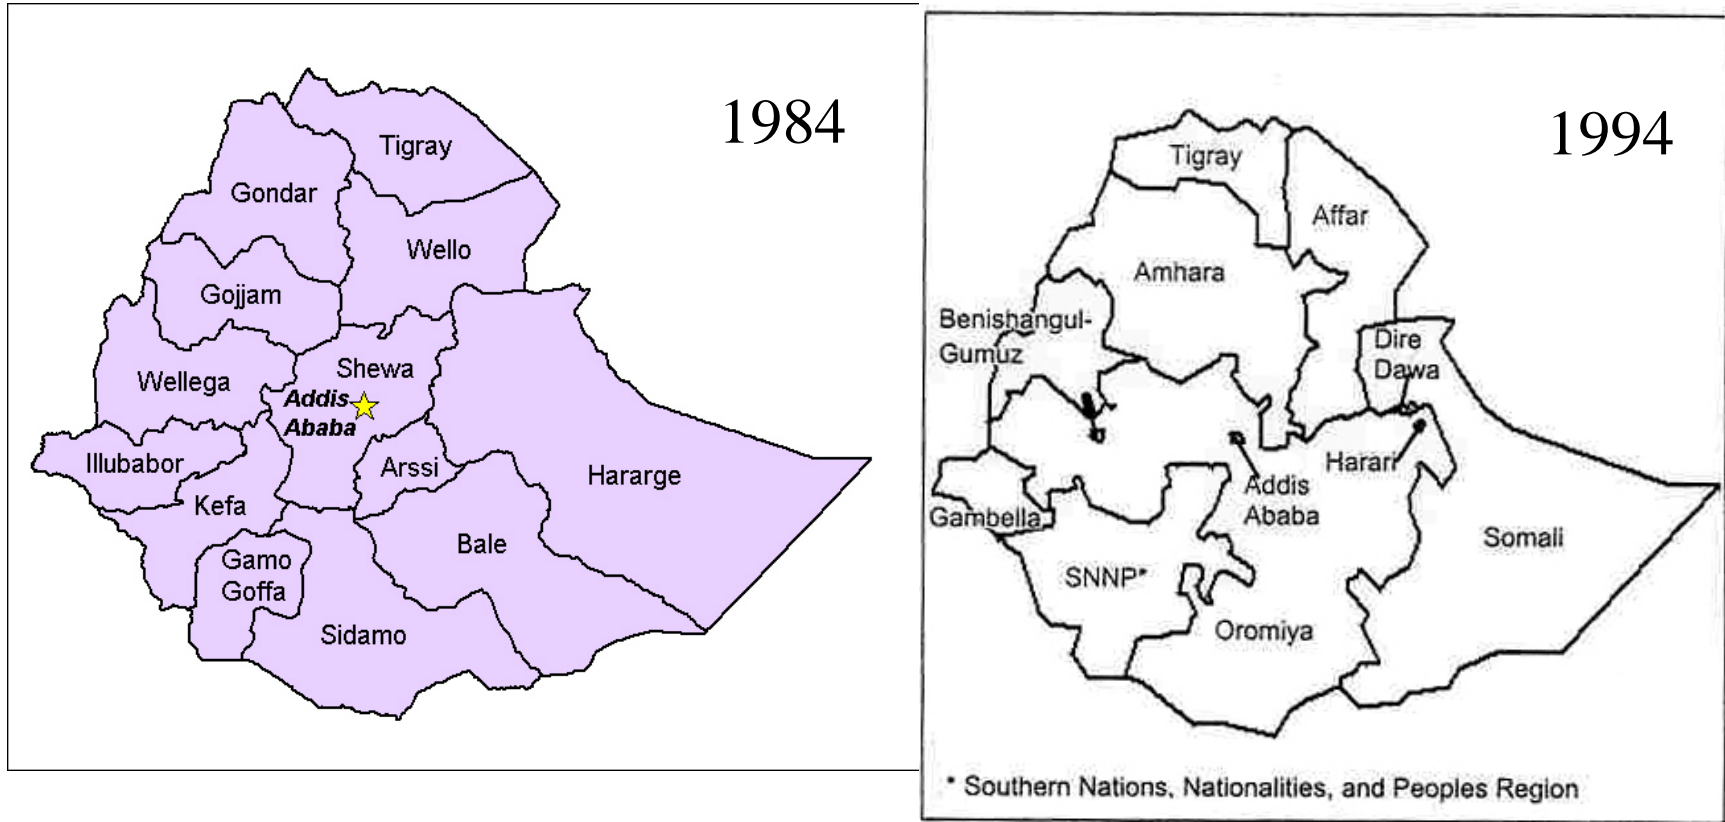 1984
Tigray
Gondar
Wello
Gojjam
Shewa
Wellega
Addis
Ababa
Illubabor
Arssi
Hararge
Kefa
Bale
Gamo
Goffa
Sidamo
1994
Tigray
Affar
Amhara
Benishangul-
Gumuz
Dire
Dawa
Harari
Addis
Ababa
Gambella
Somali
SNNP*
Oromiya
* Southern Nations, Nationalities, and Peoples Region